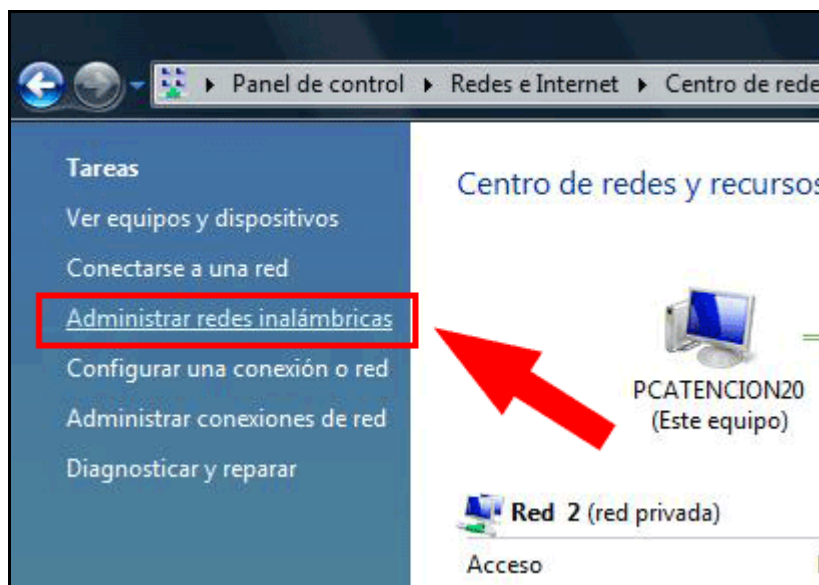 Panel de control Redes e Internet Centro de rede
Tareas
Ver equipos y dispositivos
Conectarse a una red
Administrar redes inalámbricas
Configurar una conexión o red
Administrar conexiones de red
Diagnosticar y reparar
Centro de redes y recursos
PCATENCION20
(Este equipo)
Red 2 (red privada)
Acceso